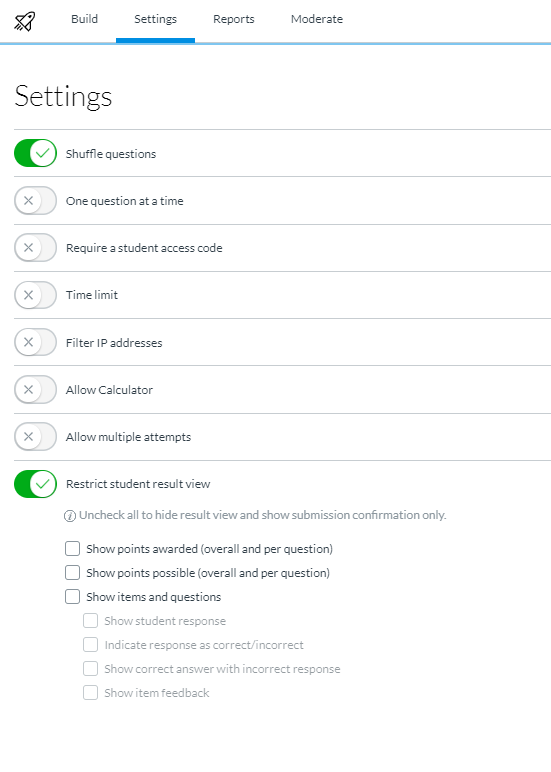 Build Settings Reports Moderate
Settings
Shuffle questions
One question at a time
Require a student access code
Time limit
Filter IP addresses
Allow Calculator
Allow multiple attempts
Restrict student result view
Uncheck all to hide result view and show submission confirmation only.
Show points awarded (overall and per question)
Show points possible (overall and per question)
Show items and questions
Show student response
Indicate response as correct/incorrect
Show correct answer with incorrect response
Show item feedback